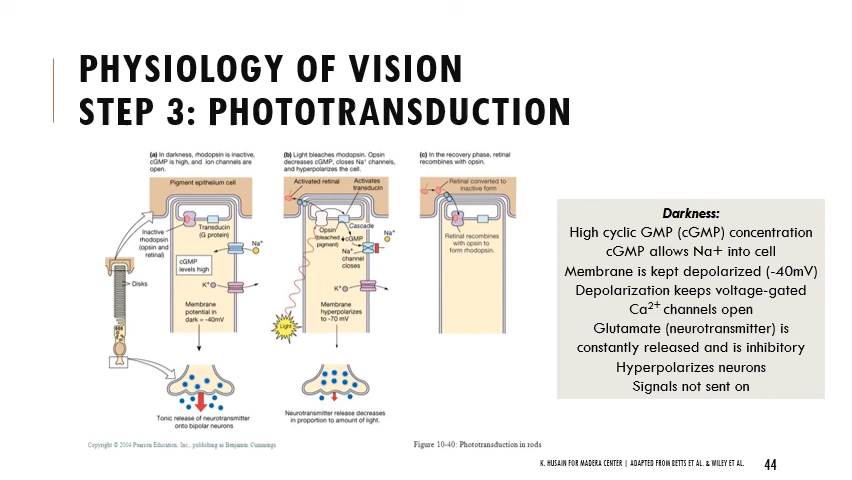 PHYSIOLOGY OF VISION
STEP 3: PHOTOTRANSDUCTION
(a) In darkness, rhodopsin is inactive,
cGMP is high, and ion channels are
open.
Pigment epithelium cell
Inactive
rhodopsin
(opsin and
retinal)
Transducin
(G protein)
Na+
cGMP
levels high
K+
Disks
Membrane
potential in
dark = -40mV
Tonic release of neurotransmitter
onto bipolar neurons
(b) Light bleaches rhodopsin. Opsin
decreases cGMP, closes Na+ channels,
and hyperpolarizes the cell.
Activated retinal
Activates
transducin
Opsin
(bleached
pigment)
Cascade
cGMP
Na+
Na+
channel
closes
K+
Membrane
hyperpolarizes
to -70 mV
Light
Neurotransmitter release decreases
in proportion to amount of light.
(c) In the recovery phase, retinal
recombines with opsin.
Retinal converted to
inactive form
Retinal recombines
with opsin to
form rhodopsin.
Darkness:
High cyclic GMP (cGMP) concentration
cGMP allows Na+ into cell
Membrane is kept depolarized (-40mV)
Depolarization keeps voltage-gated
Ca2+ channels open
Glutamate (neurotransmitter) is
constantly released and is inhibitory
Hyperpolarizes neurons
Signals not sent on
Copyright © 2004 Pearson Education, Inc., publishing as Benjamin Cummings
Figure 10-40: Phototransduction in rods
K. HUSAIN FOR MADERA CENTER | ADAPTED FROM BETTS ET AL. & WILEY ET AL.
44